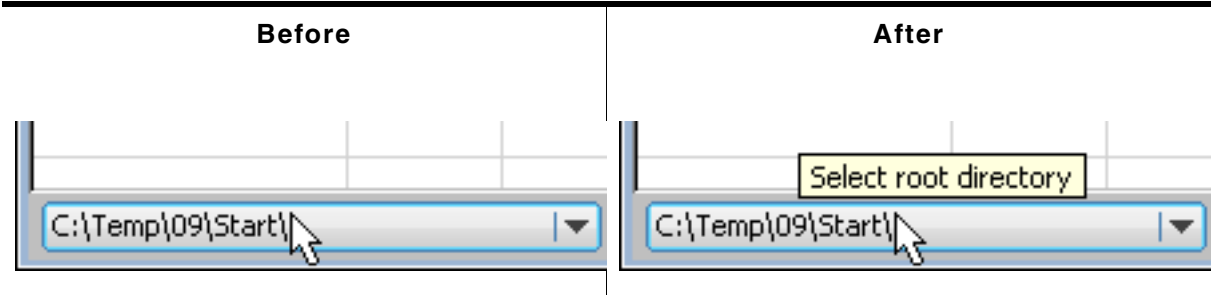 Before
After
C:\Temp\09\Start\
Select root directory
C:\Temp\09\Start\